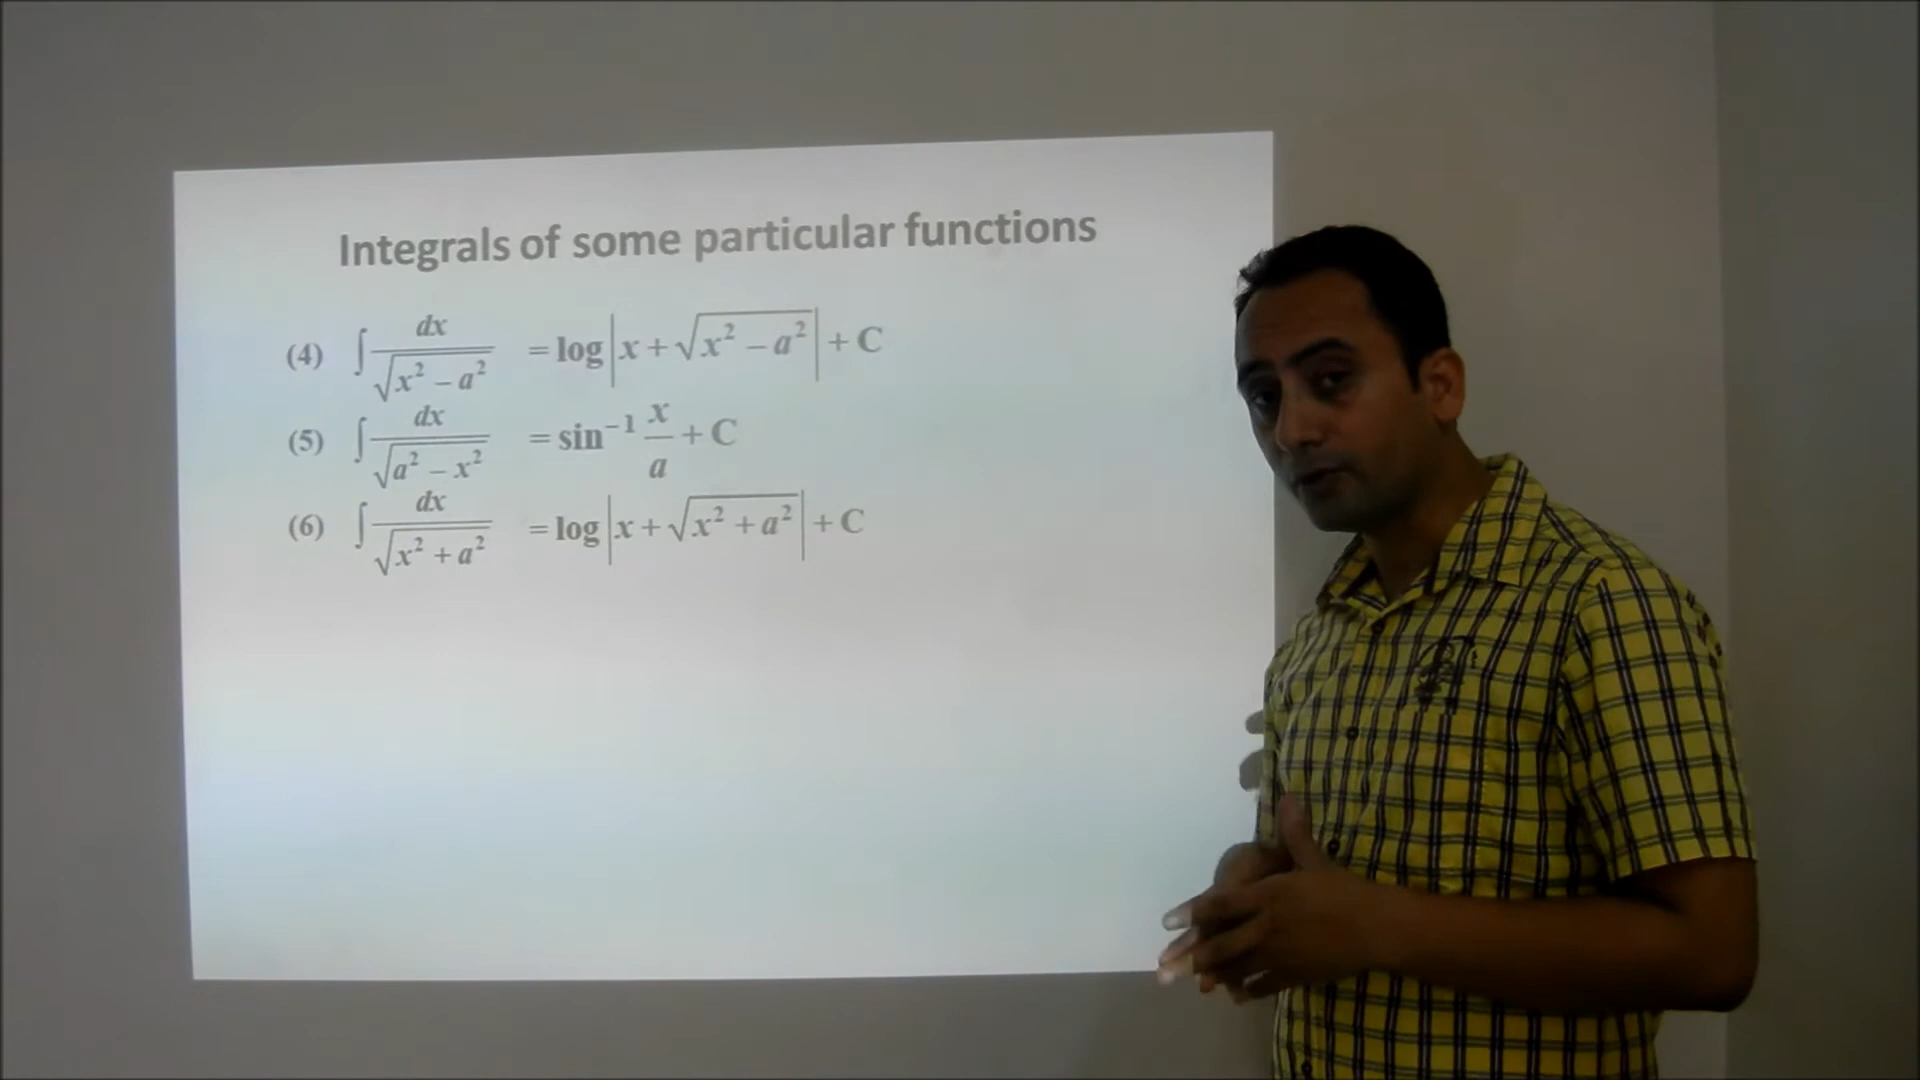 Integrals of some particular functions
(4) ∫ dx / √(x² − a²) = log |x + √(x² − a²)| + C
(5) ∫ dx / √(a² − x²) = sin⁻¹ x/a + C
(6) ∫ dx / √(x² + a²) = log |x + √(x² + a²)| + C